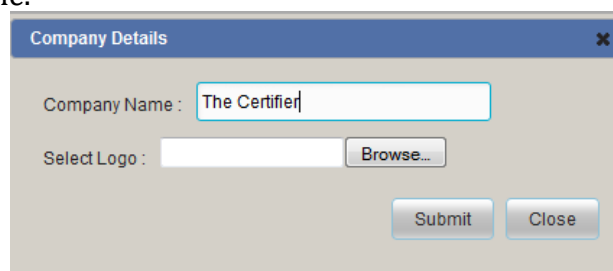 Company Details
Company Name : The Certifier
Select Logo : Browse...
Submit Close